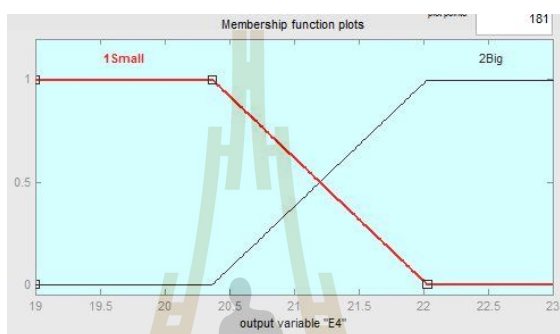 Membership function plots
181
1Small
2Big
1
0.5
0
19 19.5 20 20.5 21 21.5 22 22.5 23
output variable "E4"